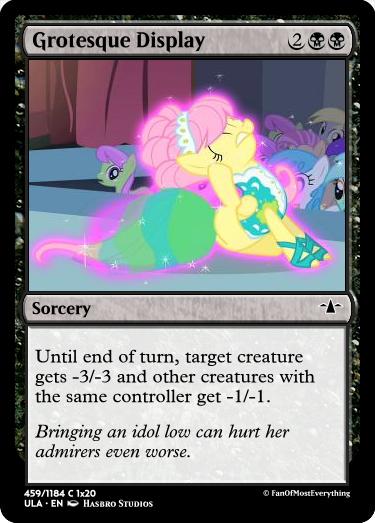 Grotesque Display 2
Sorcery
Until end of turn, target creature
gets -3/-3 and other creatures with
the same controller get -1/-1.
Bringing an idol low can hurt her
admirers even worse.
459/1184 C 1x20
ULA • EN Hasbro Studios
© FanOfMostEverything